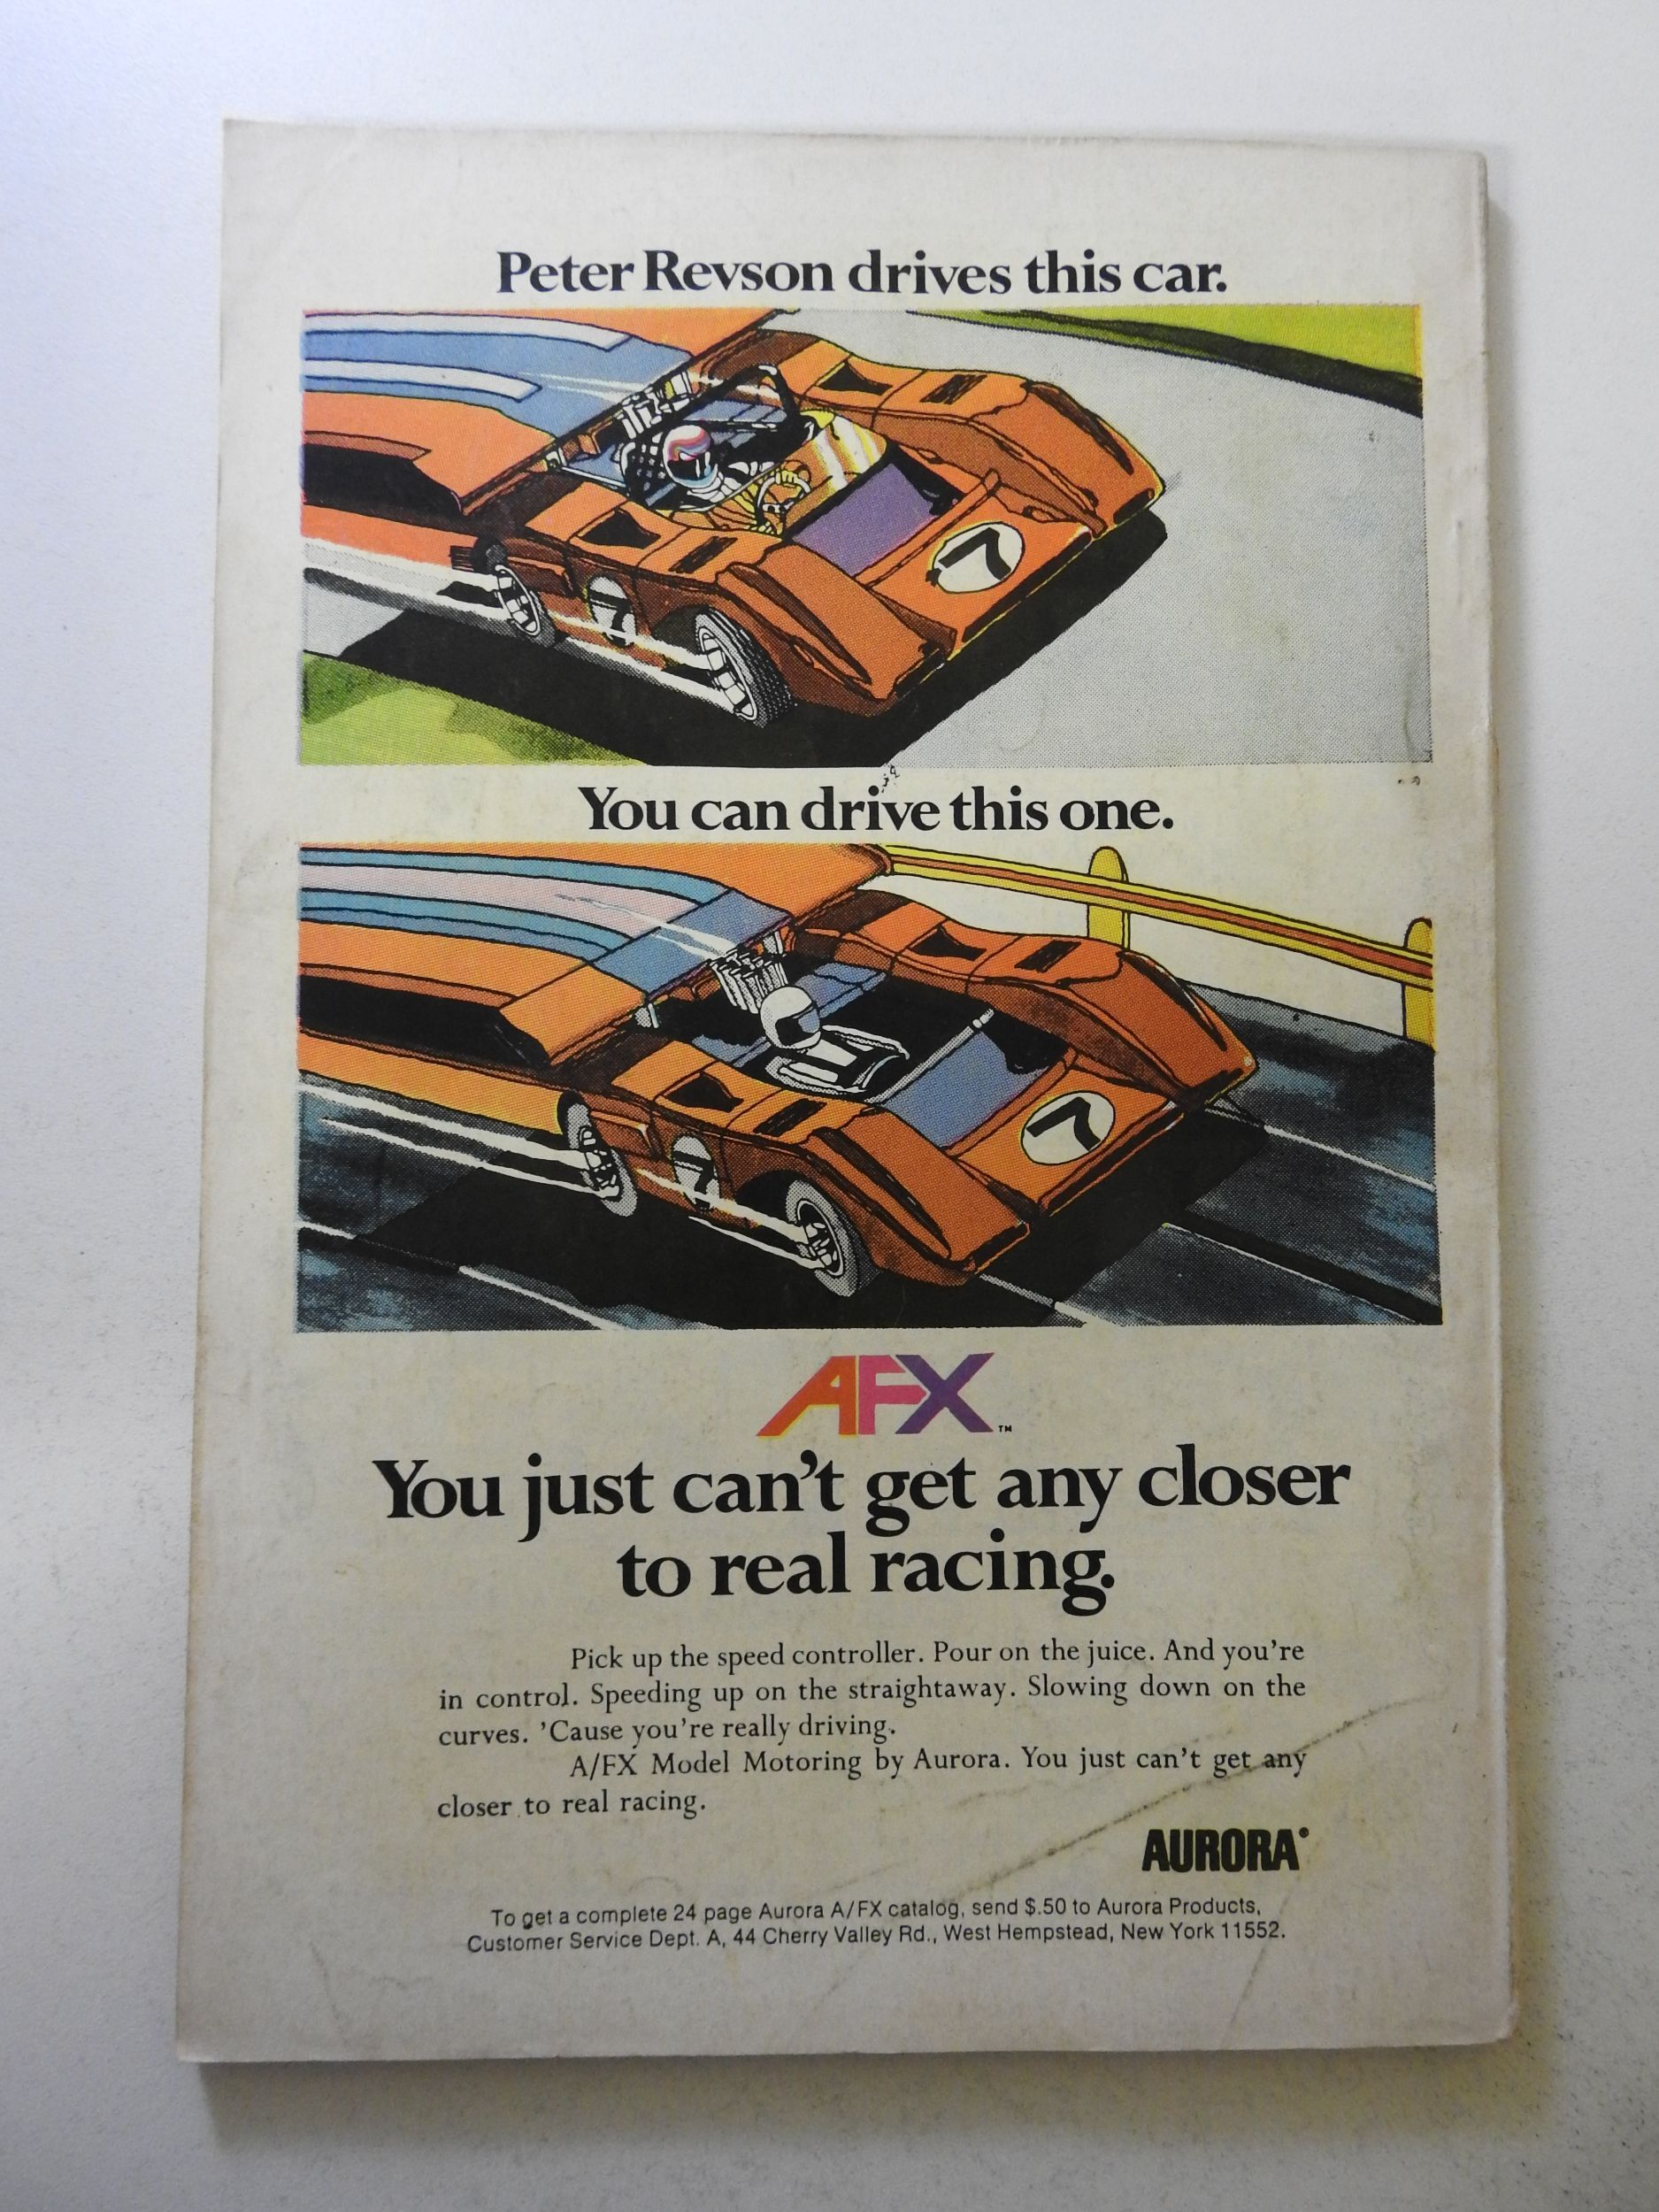 Peter Revson drives this car.
7
7
You can drive this one.
7
7
AFX™
You just can't get any closer
to real racing.
Pick up the speed controller. Pour on the juice. And you're
in control. Speeding up on the straightaway. Slowing down on the
curves. 'Cause you're really driving.
A/FX Model Motoring by Aurora. You just can't get any
closer to real racing.
AURORA®
To get a complete 24 page Aurora A/FX catalog, send $.50 to Aurora Products,
Customer Service Dept. A, 44 Cherry Valley Rd., West Hempstead, New York 11552.